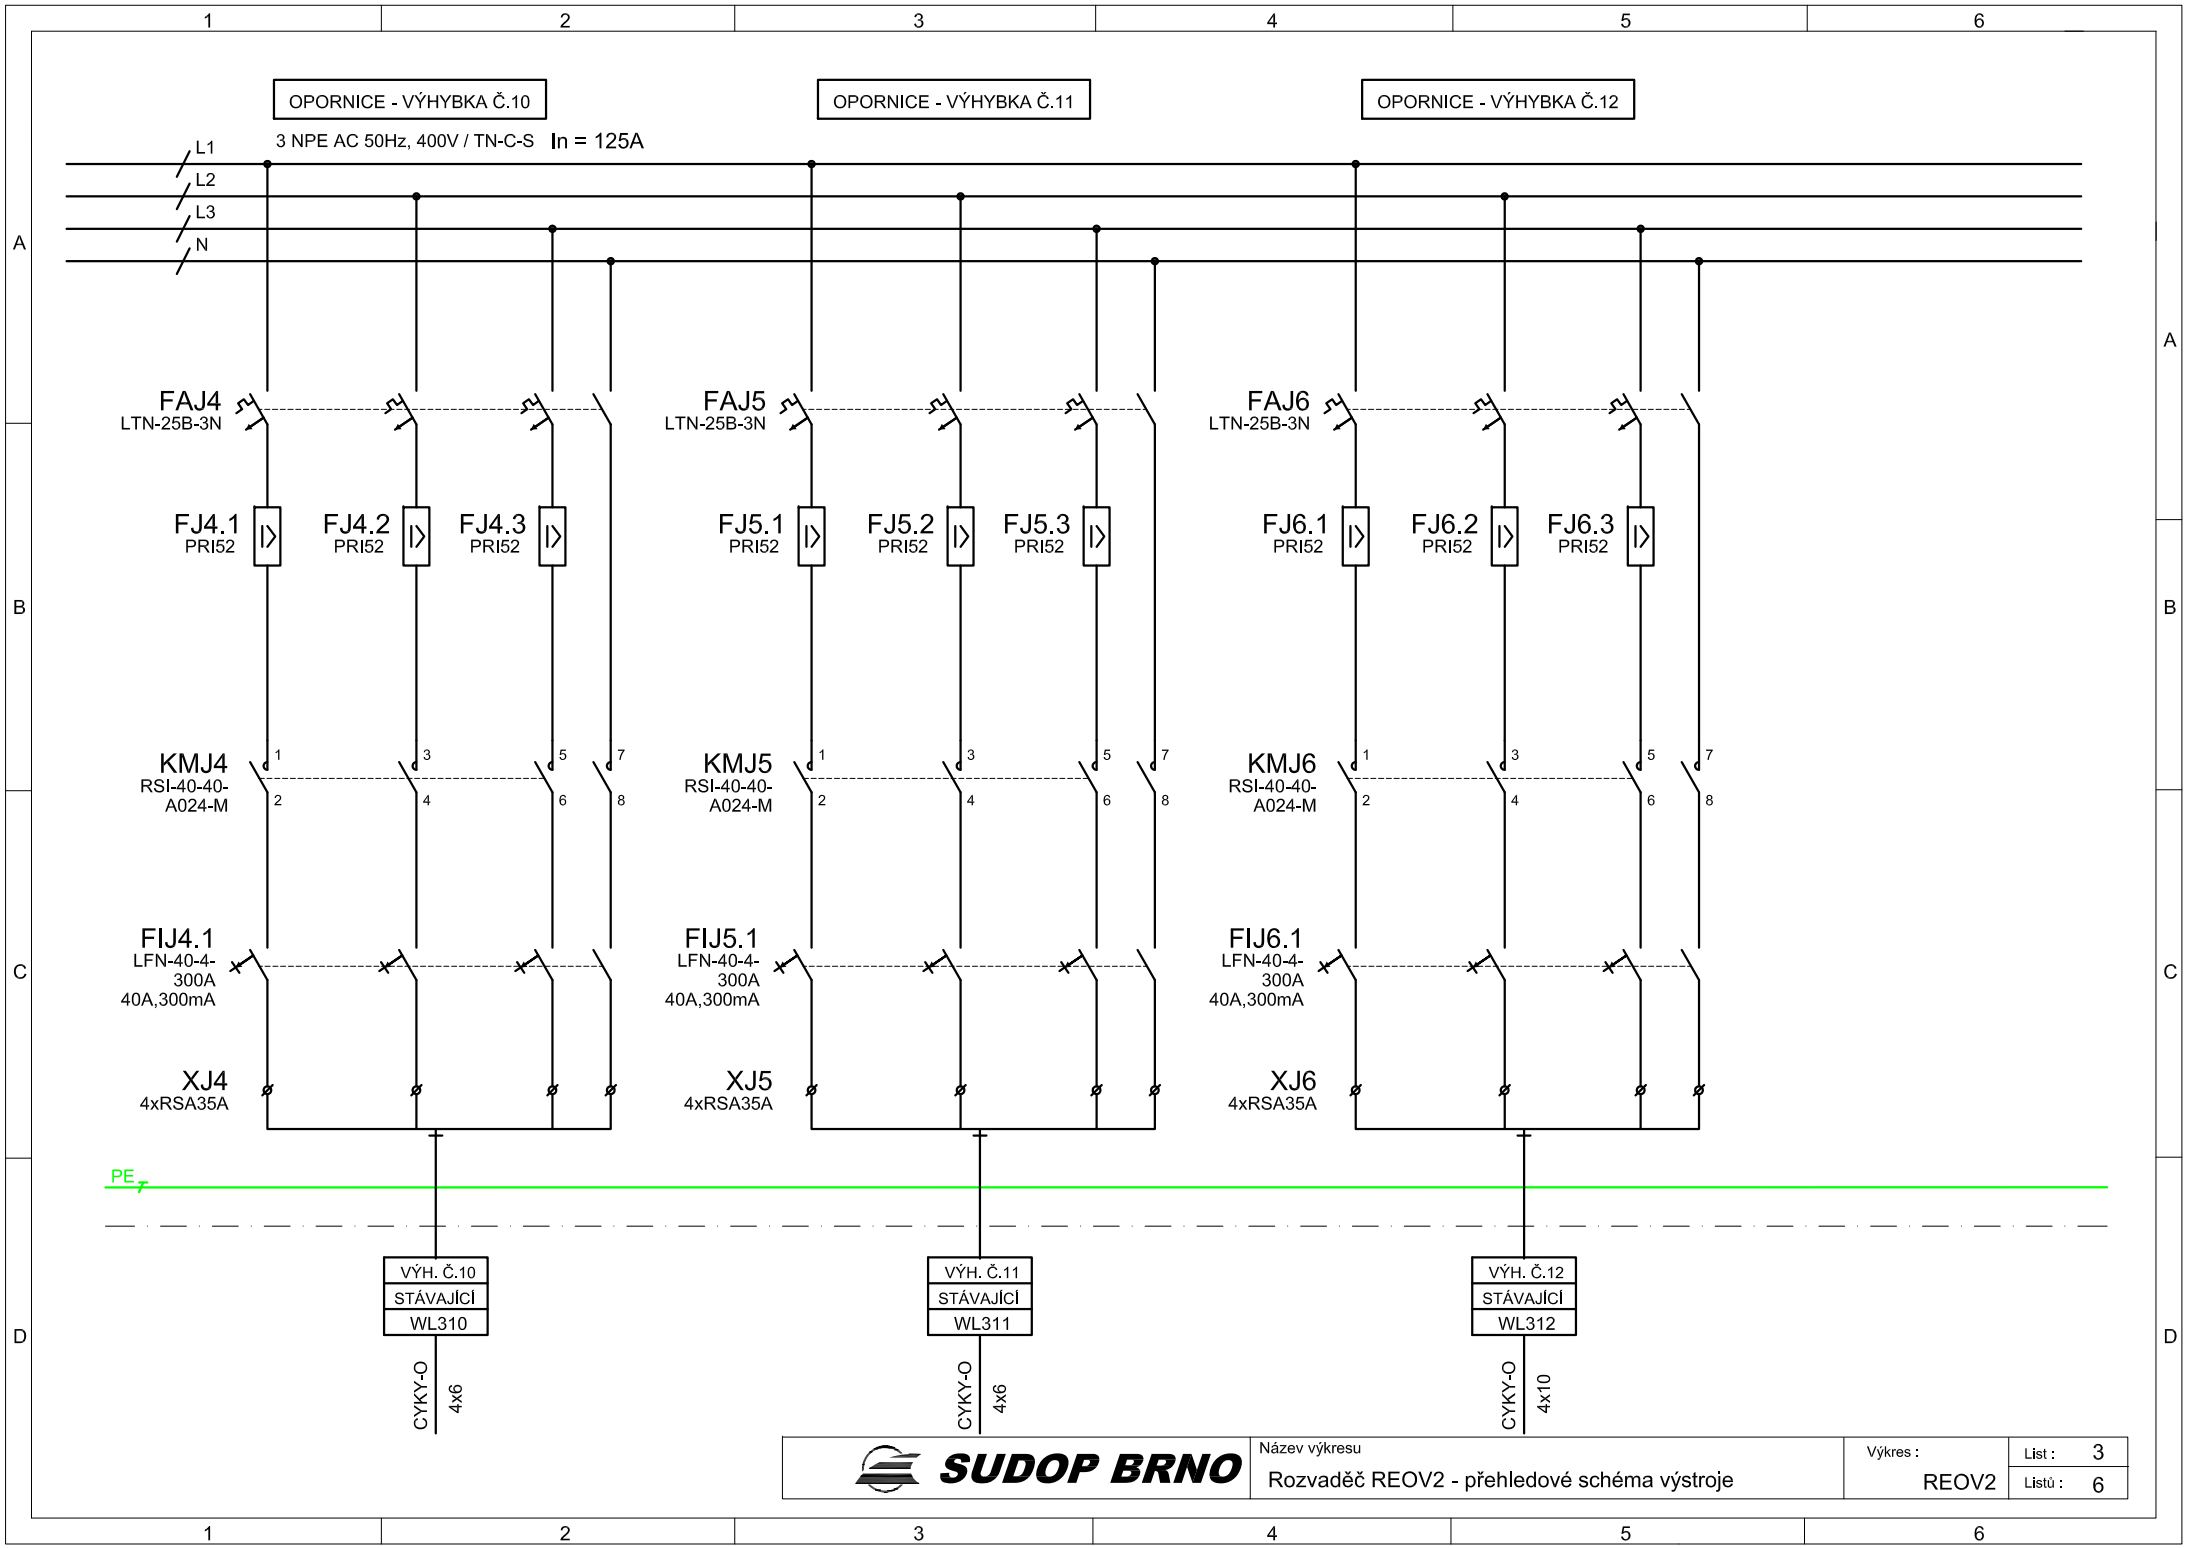 1 2 3 4 5 6
OPORNICE - VÝHYBKA Č.10
OPORNICE - VÝHYBKA Č.11
OPORNICE - VÝHYBKA Č.12
3 NPE AC 50Hz, 400V / TN-C-S In = 125A
L1
L2
L3
N
A
A
FAJ4
LTN-25B-3N
FAJ5
LTN-25B-3N
FAJ6
LTN-25B-3N
FJ4.1
PRI52
FJ4.2
PRI52
FJ4.3
PRI52
FJ5.1
PRI52
FJ5.2
PRI52
FJ5.3
PRI52
FJ6.1
PRI52
FJ6.2
PRI52
FJ6.3
PRI52
B
B
KMJ4
RSI-40-40-
A024-M
1 3 5 7
2 4 6 8
KMJ5
RSI-40-40-
A024-M
1 3 5 7
2 4 6 8
KMJ6
RSI-40-40-
A024-M
1 3 5 7
2 4 6 8
FIJ4.1
LFN-40-4-
300A
40A,300mA
FIJ5.1
LFN-40-4-
300A
40A,300mA
FIJ6.1
LFN-40-4-
300A
40A,300mA
C
C
XJ4
4xRSA35A
XJ5
4xRSA35A
XJ6
4xRSA35A
PE
VÝH. Č.10
STÁVAJÍCÍ
WL310
VÝH. Č.11
STÁVAJÍCÍ
WL311
VÝH. Č.12
STÁVAJÍCÍ
WL312
D
D
CYKY-O
4x6
CYKY-O
4x6
CYKY-O
4x10
SUDOP BRNO
Název výkresu
Rozvaděč REOV2 - přehledové schéma výstroje
Výkres :
REOV2
List : 3
Listů : 6
1 2 3 4 5 6